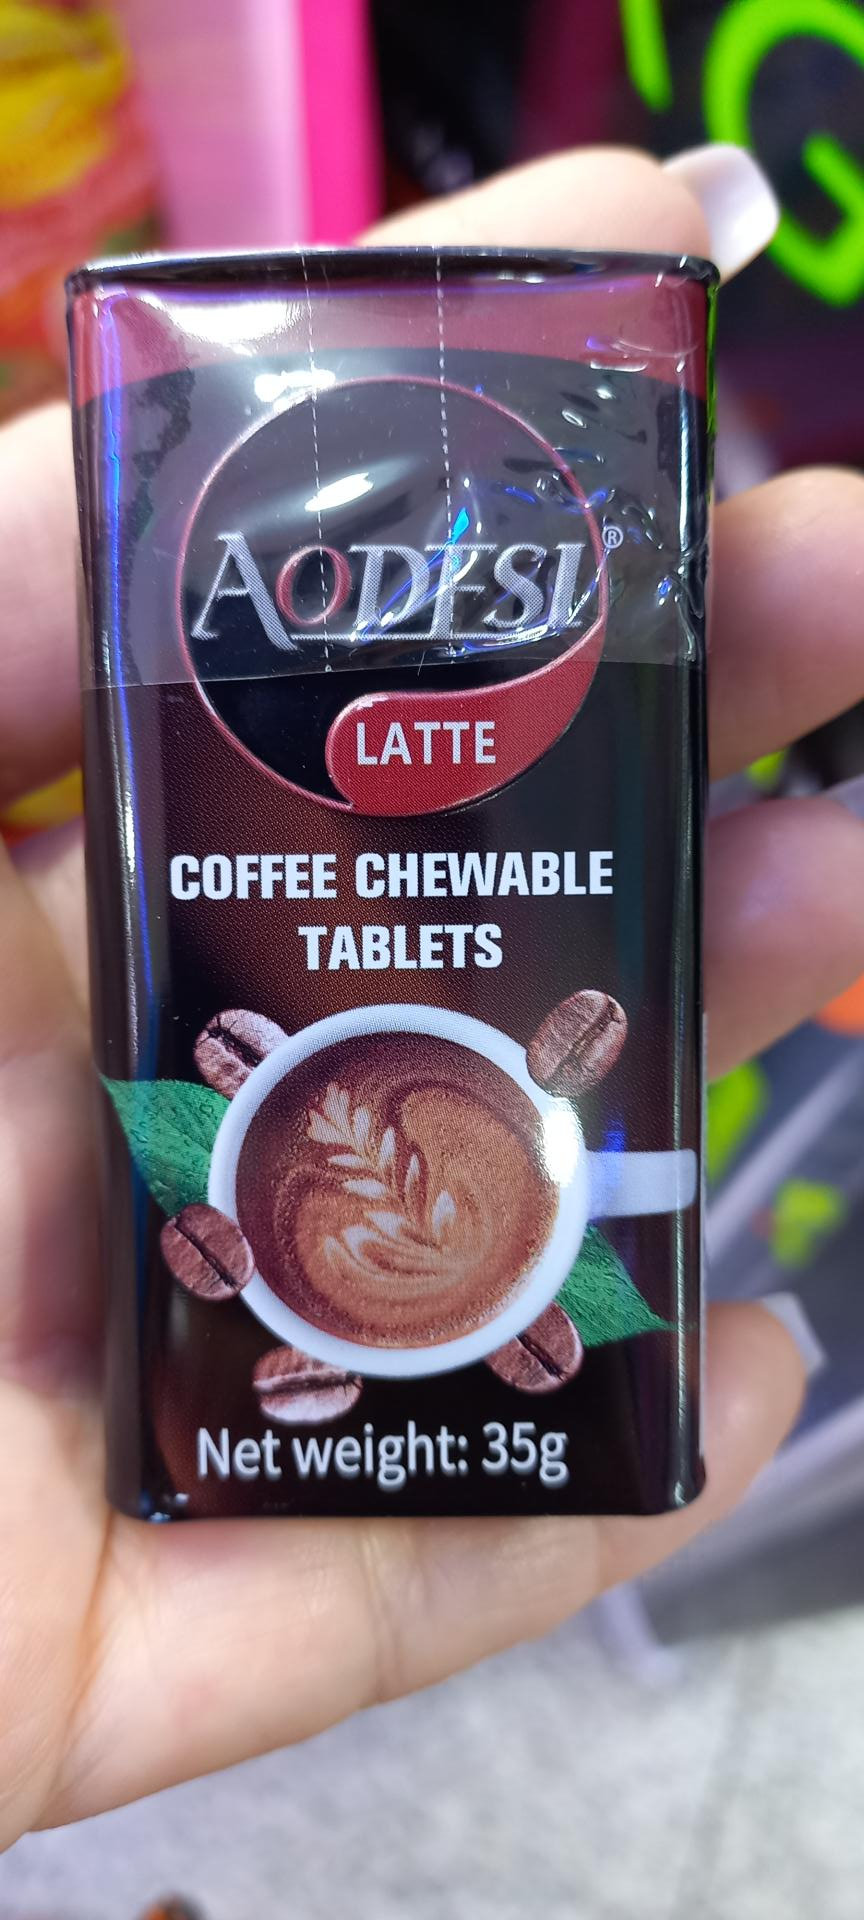 AODESI®
LATTE
COFFEE CHEWABLE
TABLETS
Net weight: 35g